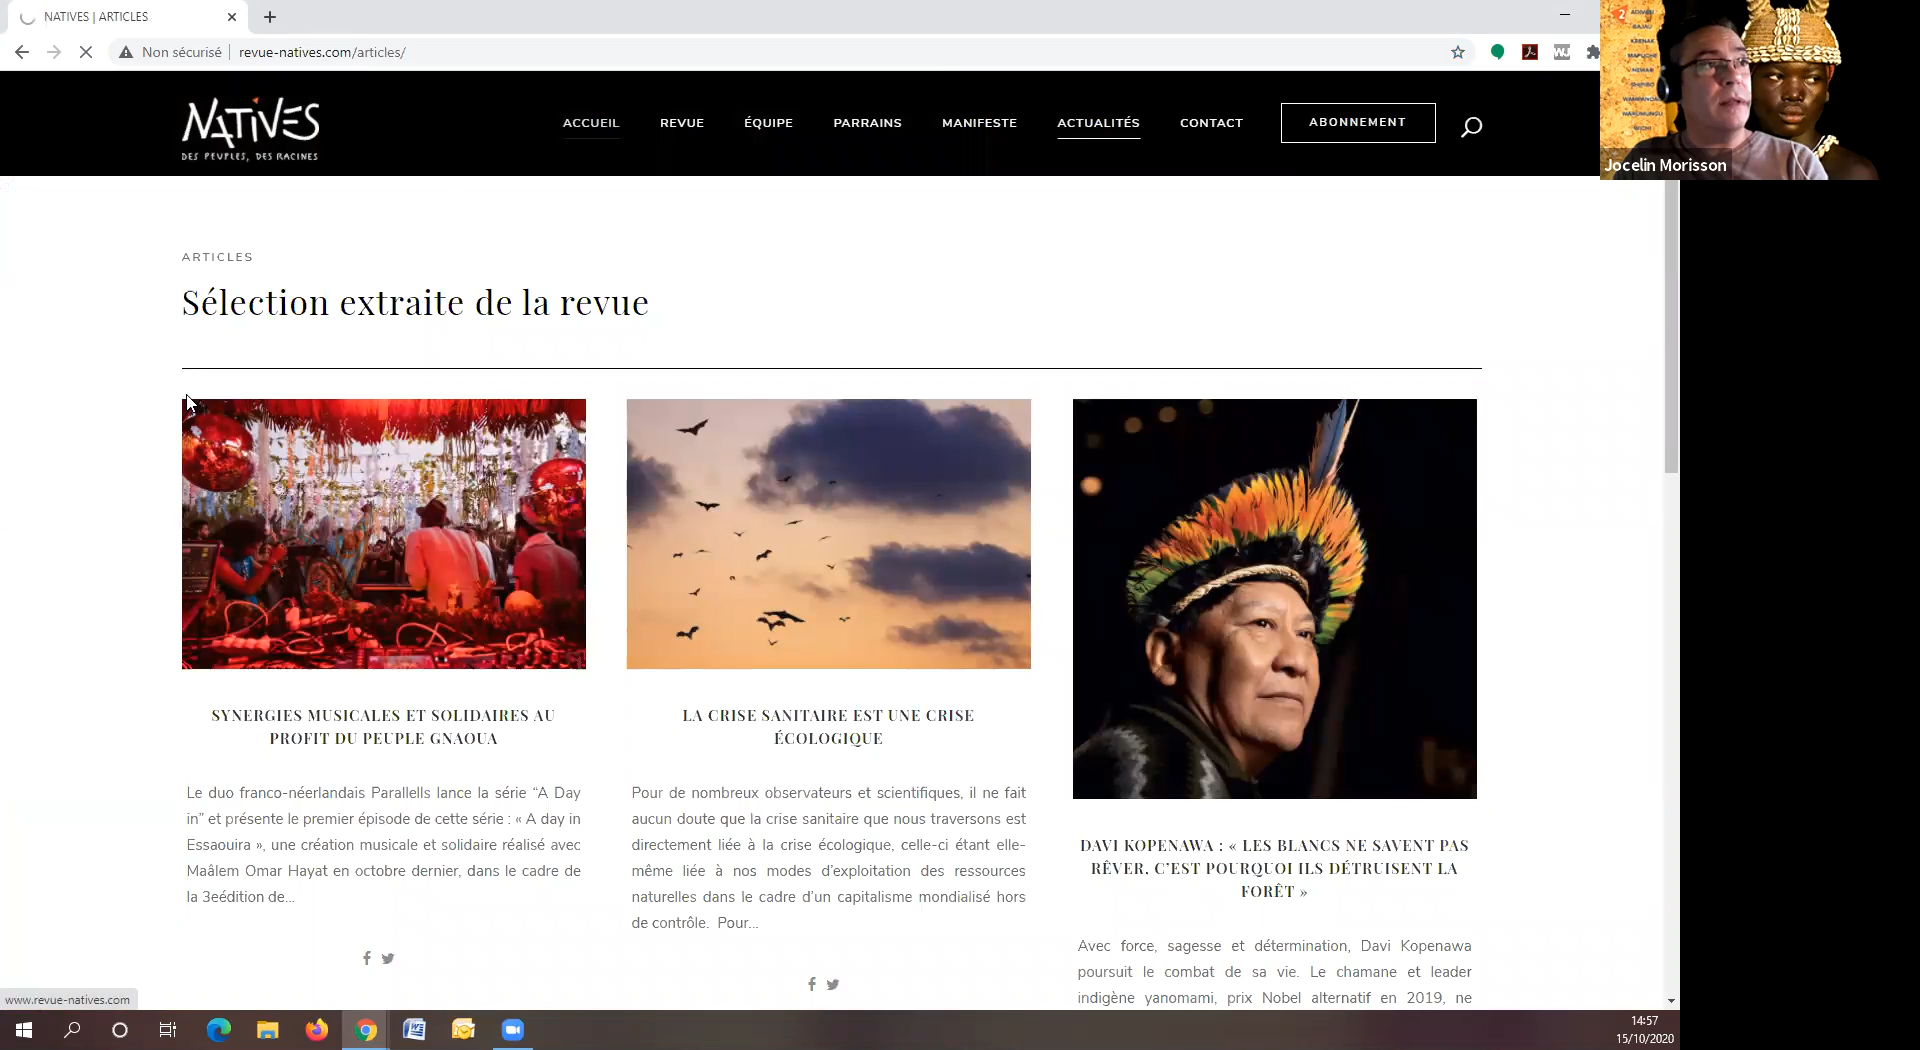 NATIVES | ARTICLES
Non sécurisé
revue-natives.com/articles/
NATIVES
DES PEUPLES, DES RACINES
ACCUEIL
REVUE
ÉQUIPE
PARRAINS
MANIFESTE
ACTUALITÉS
CONTACT
ABONNEMENT
2
Jocelin Morisson
ARTICLES
Sélection extraite de la revue
SYNERGIES MUSICALES ET SOLIDAIRES AU
PROFIT DU PEUPLE GNAOUA
Le duo franco-néerlandais Parallells lance la série “A Day
in” et présente le premier épisode de cette série : « A day in
Essaouira », une création musicale et solidaire réalisé avec
Maâlem Omar Hayat en octobre dernier, dans le cadre de
la 3eédition de...
LA CRISE SANITAIRE EST UNE CRISE
ÉCOLOGIQUE
Pour de nombreux observateurs et scientifiques, il ne fait
aucun doute que la crise sanitaire que nous traversons est
directement liée à la crise écologique, celle-ci étant elle-
même liée à nos modes d’exploitation des ressources
naturelles dans le cadre d’un capitalisme mondialisé hors
de contrôle. Pour...
DAVI KOPENAWA : « LES BLANCS NE SAVENT PAS
RÊVER, C’EST POURQUOI ILS DÉTRUISENT LA
FORÊT »
Avec force, sagesse et détermination, Davi Kopenawa
poursuit le combat de sa vie. Le chamane et leader
indigène yanomami, prix Nobel alternatif en 2019, ne
www.revue-natives.com
14:57
15/10/2020